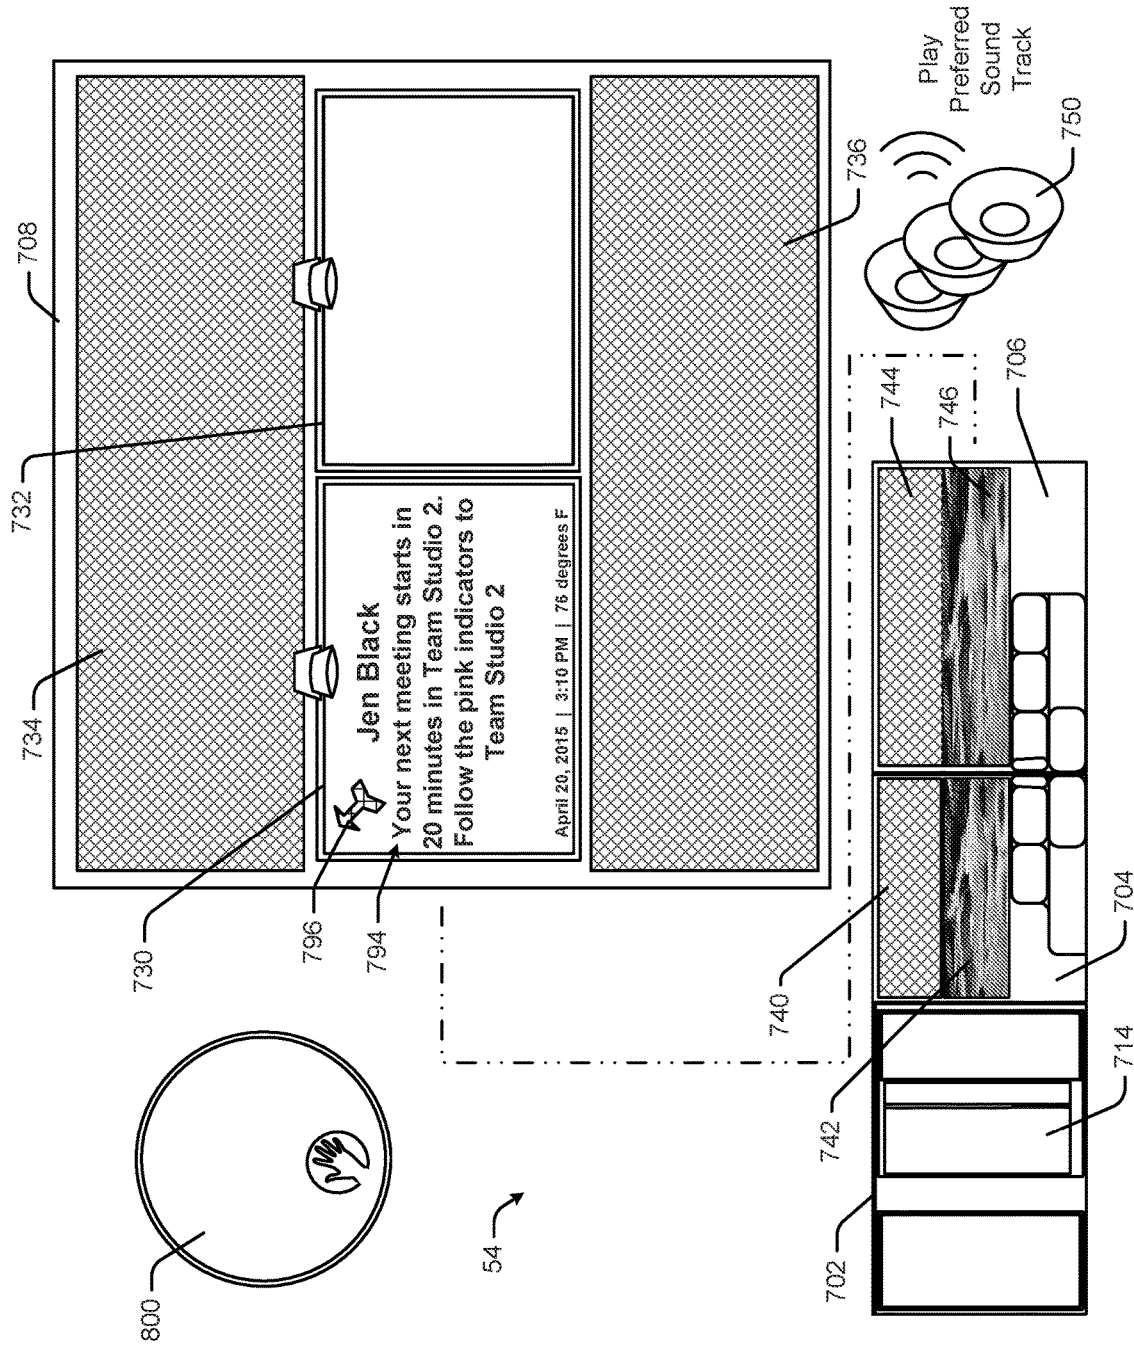 708
732
734
730
796
794
Jen Black
Your next meeting starts in
20 minutes in Team Studio 2.
Follow the pink indicators to
Team Studio 2
April 20, 2015 | 3:10 PM | 76 degrees F
736
Play
Preferred
Sound
Track
750
800
54
740
742
744
746
706
704
702
714